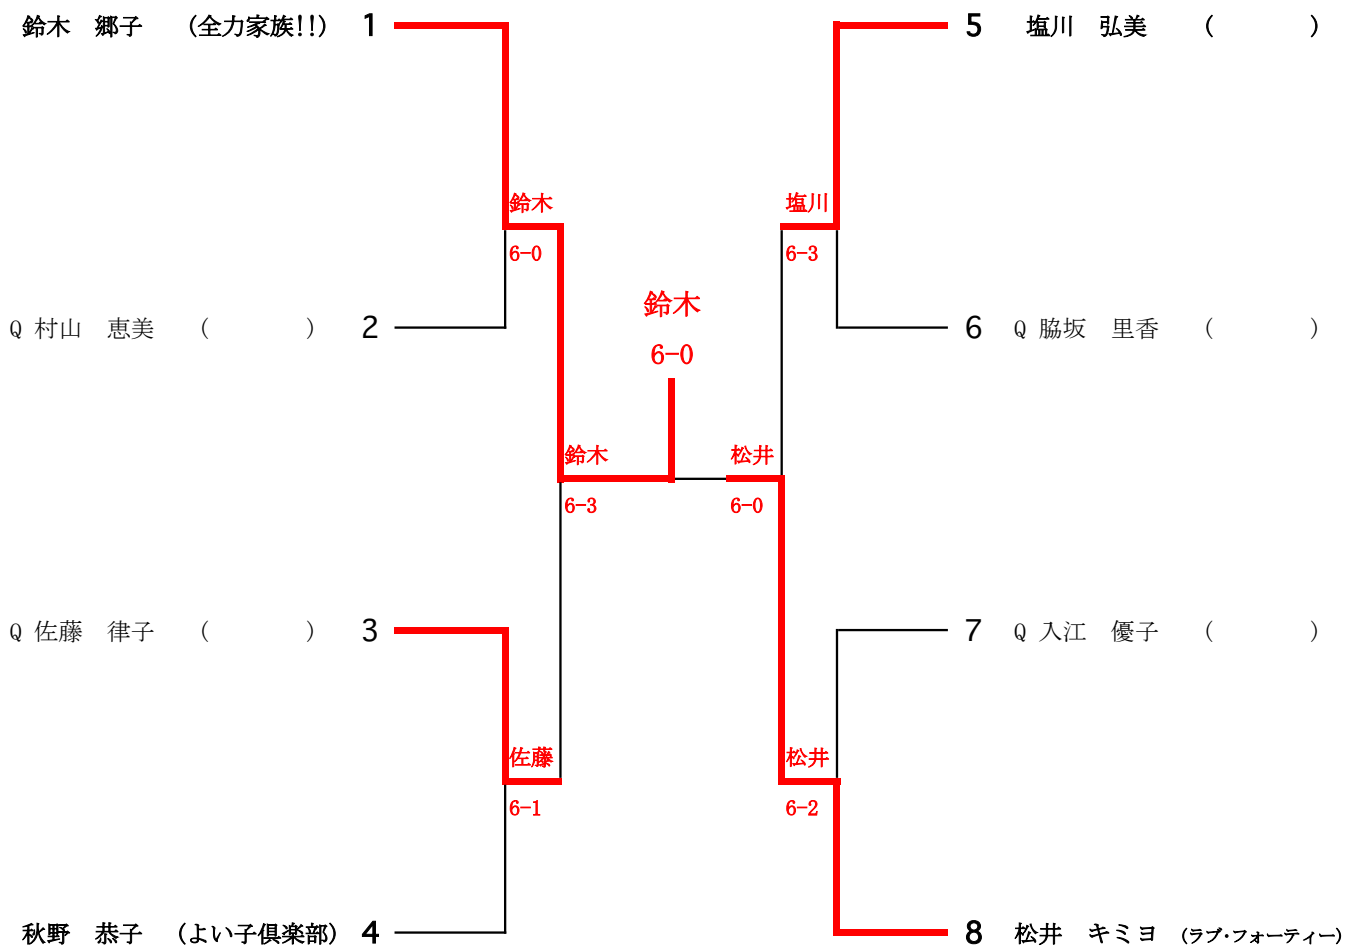 鈴木　郷子　（全力家族!!）　1
5　塩川　弘美　（　　　）
鈴木
塩川
6-0
6-3
鈴木
6-0
Q 村山　恵美　（　　　）　2
6　Q 脇坂　里香　（　　　）
鈴木
松井
6-3
6-0
Q 佐藤　律子　（　　　）　3
7　Q 入江　優子　（　　　）
佐藤
松井
6-1
6-2
秋野　恭子　（よい子倶楽部）　4
8　松井　キミヨ　（ラブ・フォーティー）